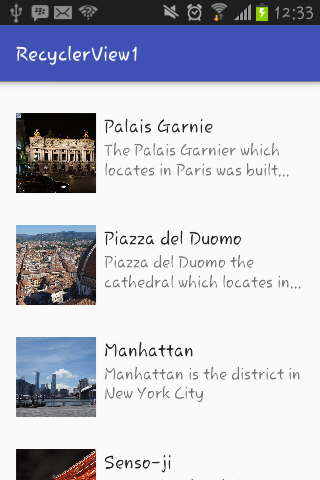 12:33
RecyclerView1
Palais Garnie
The Palais Garnier which
locates in Paris was built...
Piazza del Duomo
Piazza del Duomo the
cathedral which locates in...
Manhattan
Manhattan is the district in
New York City
Senso-ji